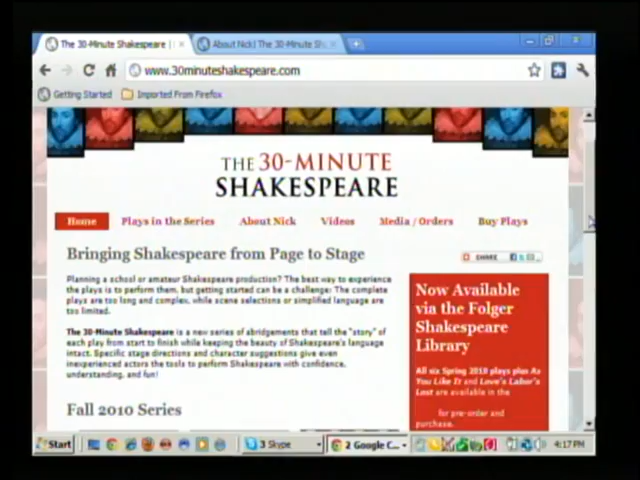 The 30-Minute Shakespeare |
About Nick| The 30-Minute Sh
www.30minuteshakespeare.com
Getting Started
Imported From Firefox
THE 30-MINUTE
SHAKESPEARE
Home
Plays in the Series
About Nick
Videos
Media / Orders
Buy Plays
Bringing Shakespeare from Page to Stage
SHARE
Planning a school or amateur Shakespeare production? The best way to experience
the plays is to perform them, but getting started can be a challenge: The complete
plays are too long and complex, while scene selections or simplified language are
too limited.
The 30-Minute Shakespeare is a new series of abridgements that tell the "story" of
each play from start to finish while keeping the beauty of Shakespeare's language
intact. Specific stage directions and character suggestions give even
inexperienced actors the tools to perform Shakespeare with confidence,
understanding, and fun!
Fall 2010 Series
Now Available
via the Folger
Shakespeare
Library
All six Spring 2010 plays plus As
You Like It and Love's Labor's
Lost are available in the
for pre-order and
purchase.
Start
3 Skype
2 Google C...
4:17 PM